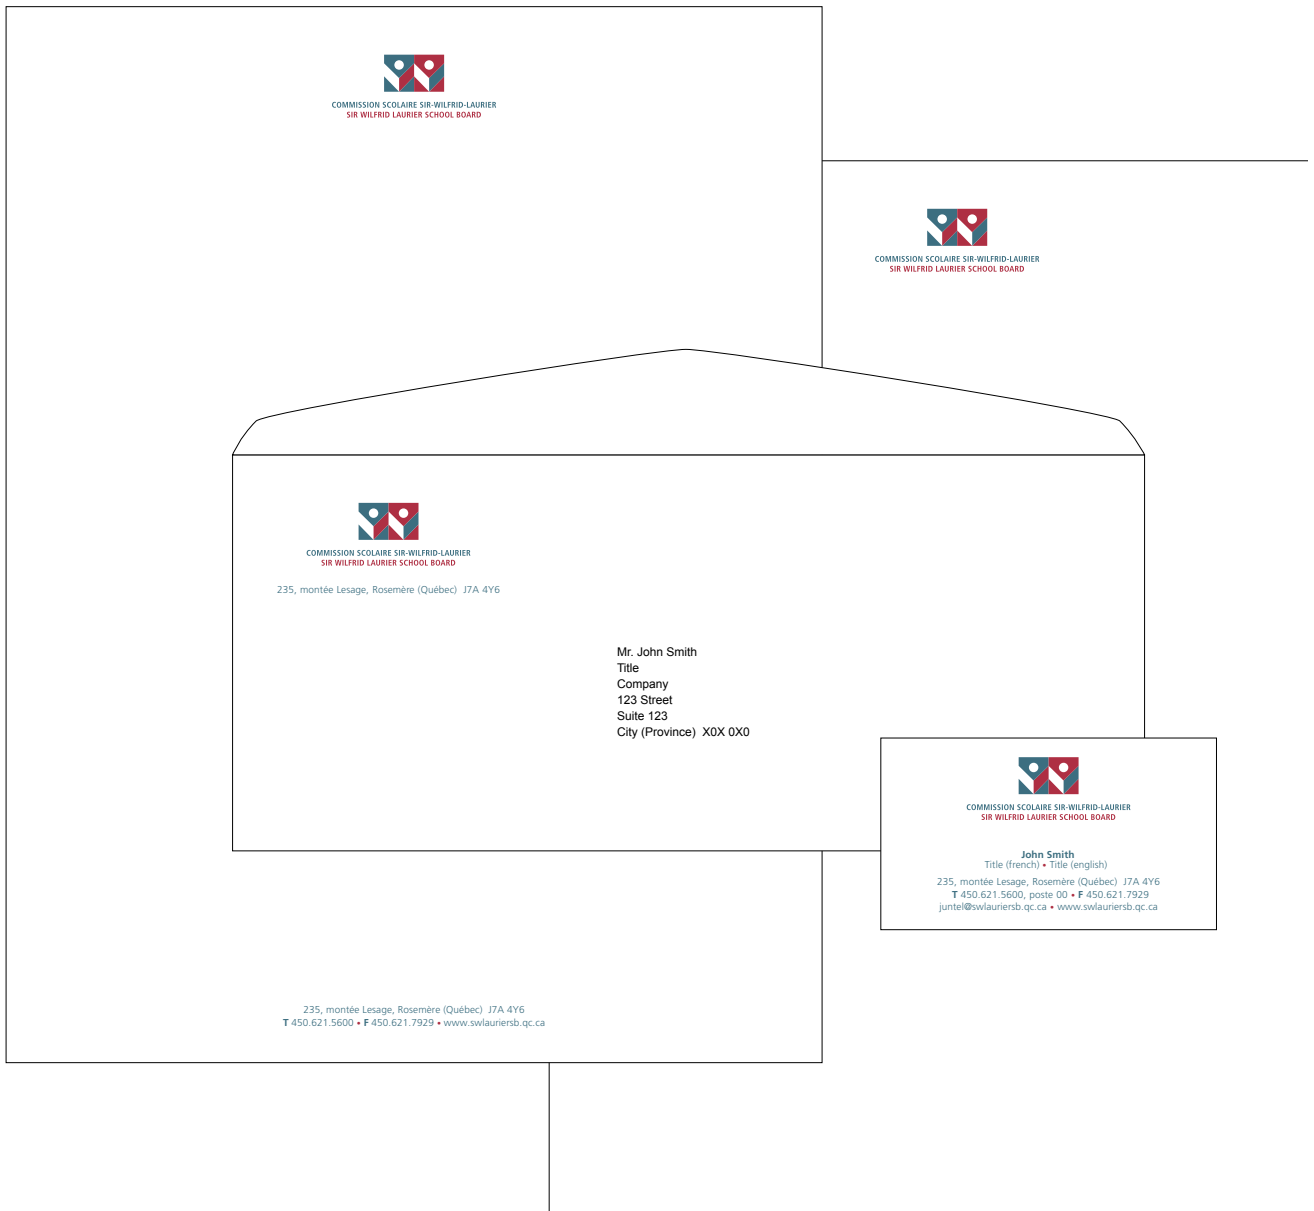 COMMISSION SCOLAIRE SIR-WILFRID-LAURIER
SIR WILFRID LAURIER SCHOOL BOARD
COMMISSION SCOLAIRE SIR-WILFRID-LAURIER
SIR WILFRID LAURIER SCHOOL BOARD
COMMISSION SCOLAIRE SIR-WILFRID-LAURIER
SIR WILFRID LAURIER SCHOOL BOARD
235, montée Lesage, Rosemère (Québec) J7A 4Y6
Mr. John Smith
Title
Company
123 Street
Suite 123
City (Province) X0X 0X0
COMMISSION SCOLAIRE SIR-WILFRID-LAURIER
SIR WILFRID LAURIER SCHOOL BOARD
John Smith
Title (french) • Title (english)
235, montée Lesage, Rosemère (Québec) J7A 4Y6
T 450.621.5600, poste 00 • F 450.621.7929
juntel@swlauriersb.qc.ca • www.swlauriersb.qc.ca
235, montée Lesage, Rosemère (Québec) J7A 4Y6
T 450.621.5600 • F 450.621.7929 • www.swlauriersb.qc.ca